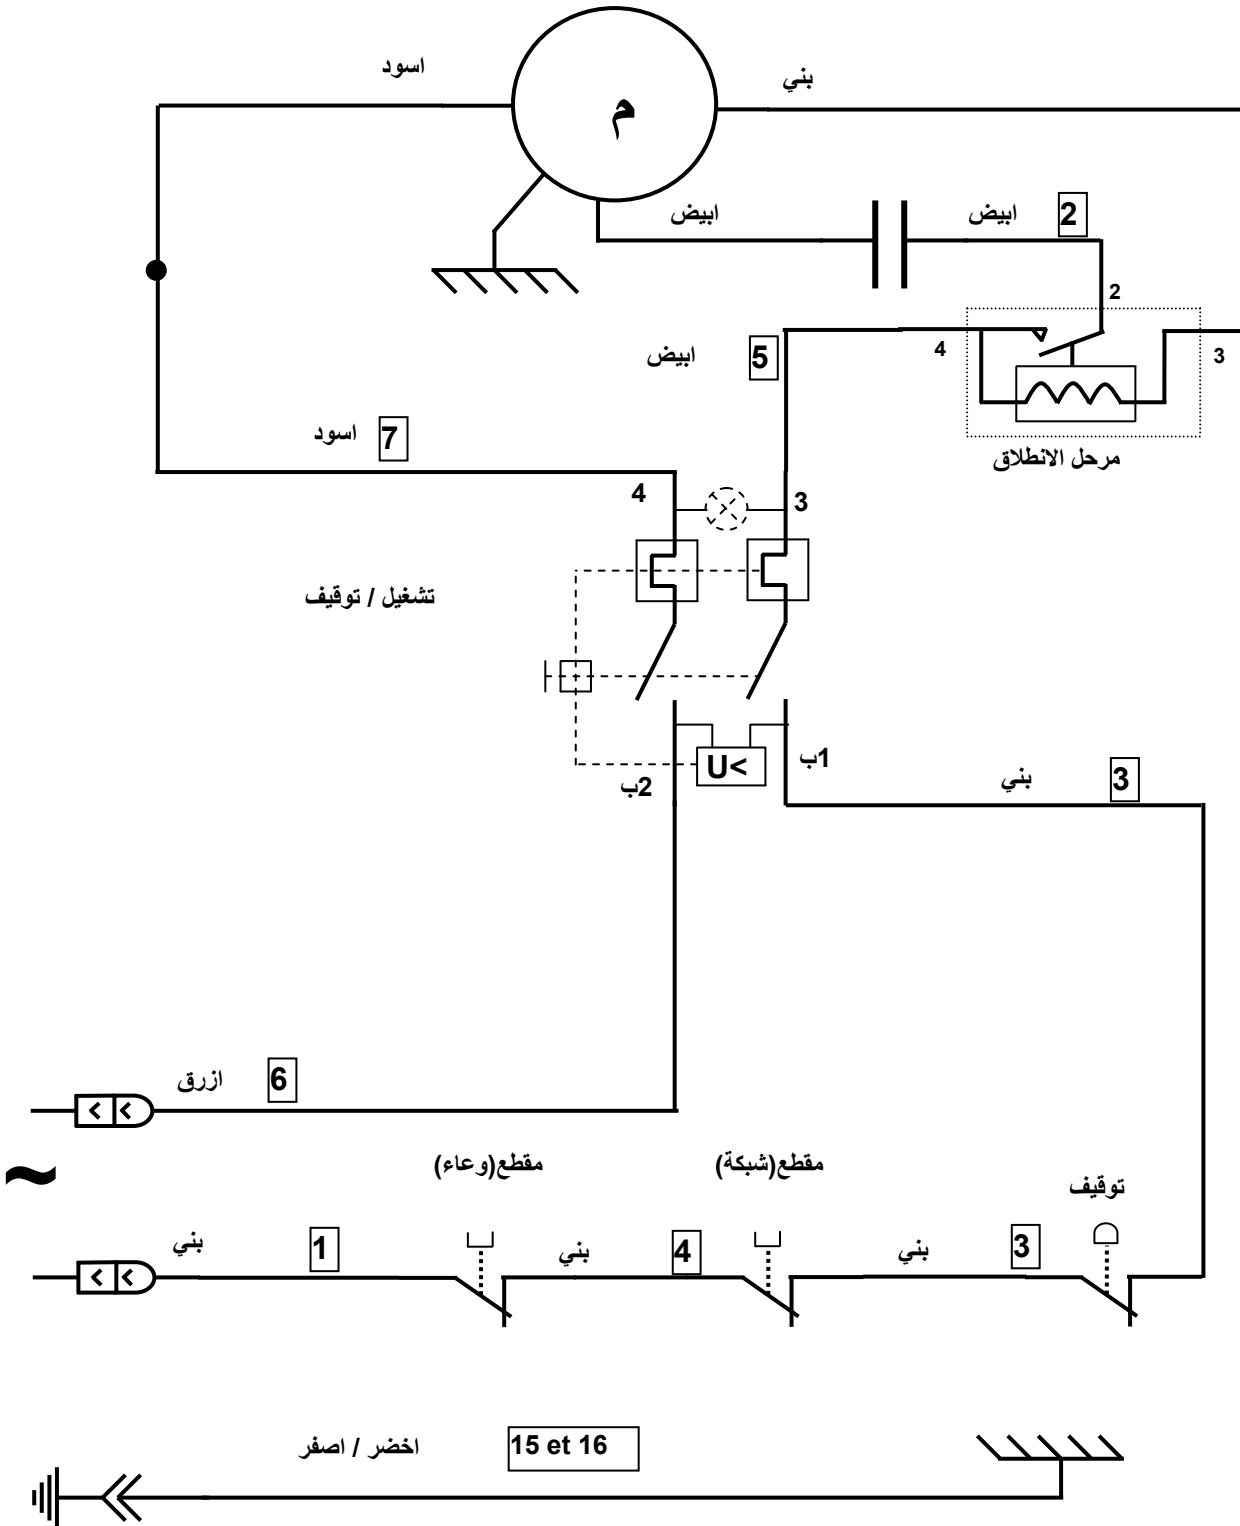 اسود
بني
م
ابيض
ابيض
2
2
ابيض
5
4
3
مرحل الانطلاق
اسود
7
4
3
تشغيل / توقيف
U<
ب1
ب2
بني
3
ازرق
6
~
مقطع(وعاء)
مقطع(شبكة)
توقيف
بني
1
بني
4
بني
3
اخضر / اصفر
15 et 16